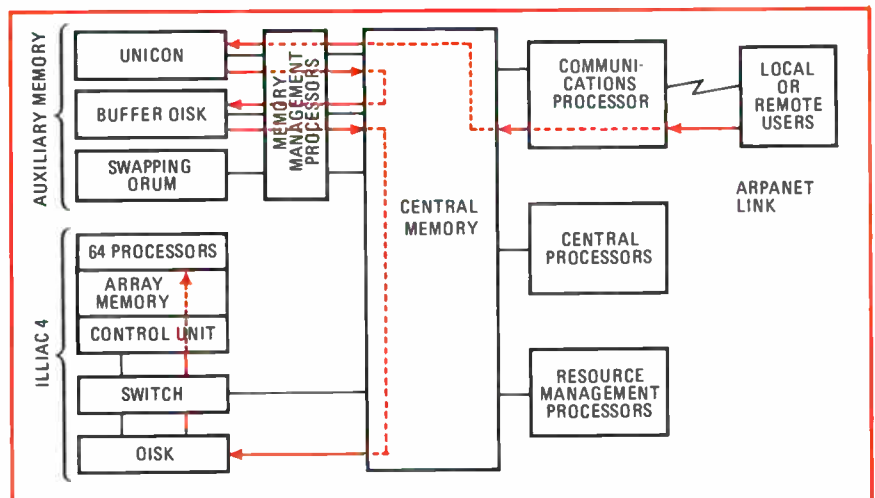 AUXILIARY MEMORY
UNICON
BUFFER OISK
SWAPPING
ORUM
MEMORY
MANAGEMENT
PROCESSORS
ILLIAC 4
64 PROCESSORS
ARRAY
MEMORY
CONTROL UNIT
SWITCH
OISK
CENTRAL
MEMORY
COMMUNI-
CATIONS
PROCESSOR
LOCAL
OR
REMOTE
USERS
ARPANET
LINK
CENTRAL
PROCESSORS
RESOURCE
MANAGEMENT
PROCESSORS